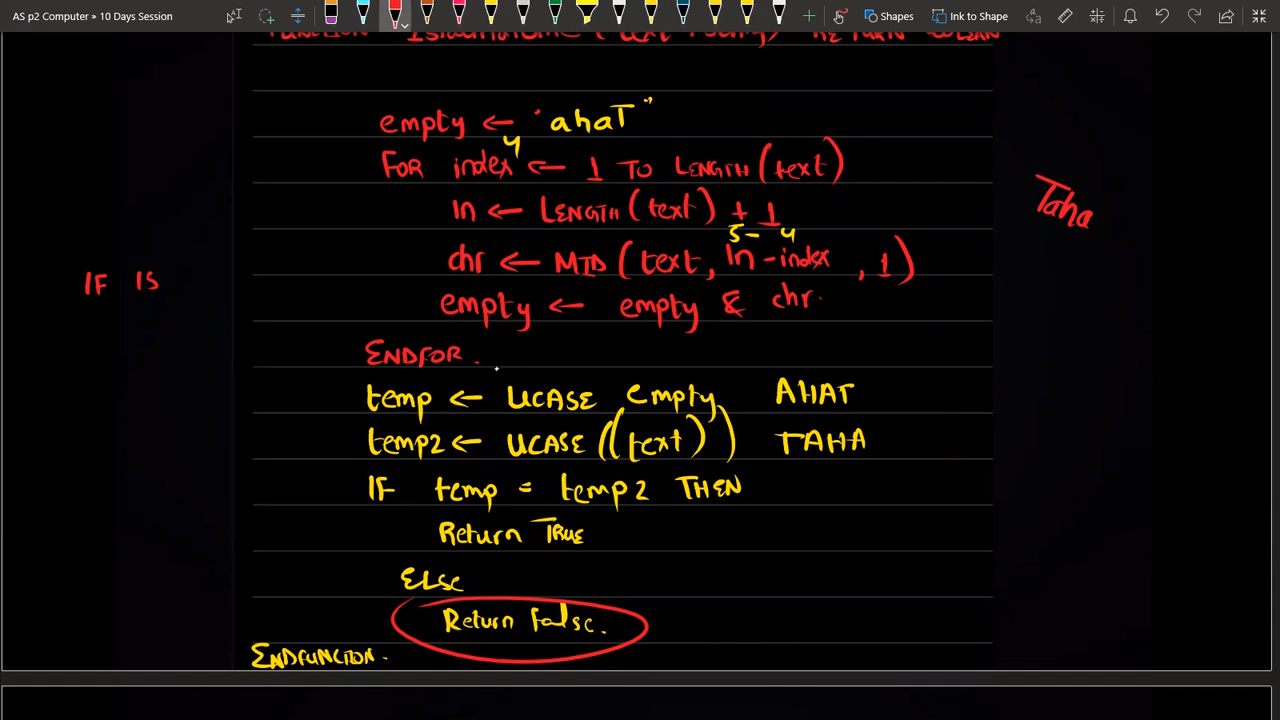 AS p2 Computer » 10 Days Session
Shapes
Ink to Shape
FUNCTION
empty ← "ahaT"
4
FOR index ← 1 TO LENGTH(text)
ln ← LENGTH(text) + 1
5 - 4
chr ← MID(text, ln - index, 1)
empty ← empty & chr.
ENDFOR.
temp ← UCASE empty AHAT
temp2 ← UCASE((text)) TAHA
IF temp = temp2 THEN
Return TRUE
ELSE
Return False.
ENDFUNCTION.
IF IS
Taha